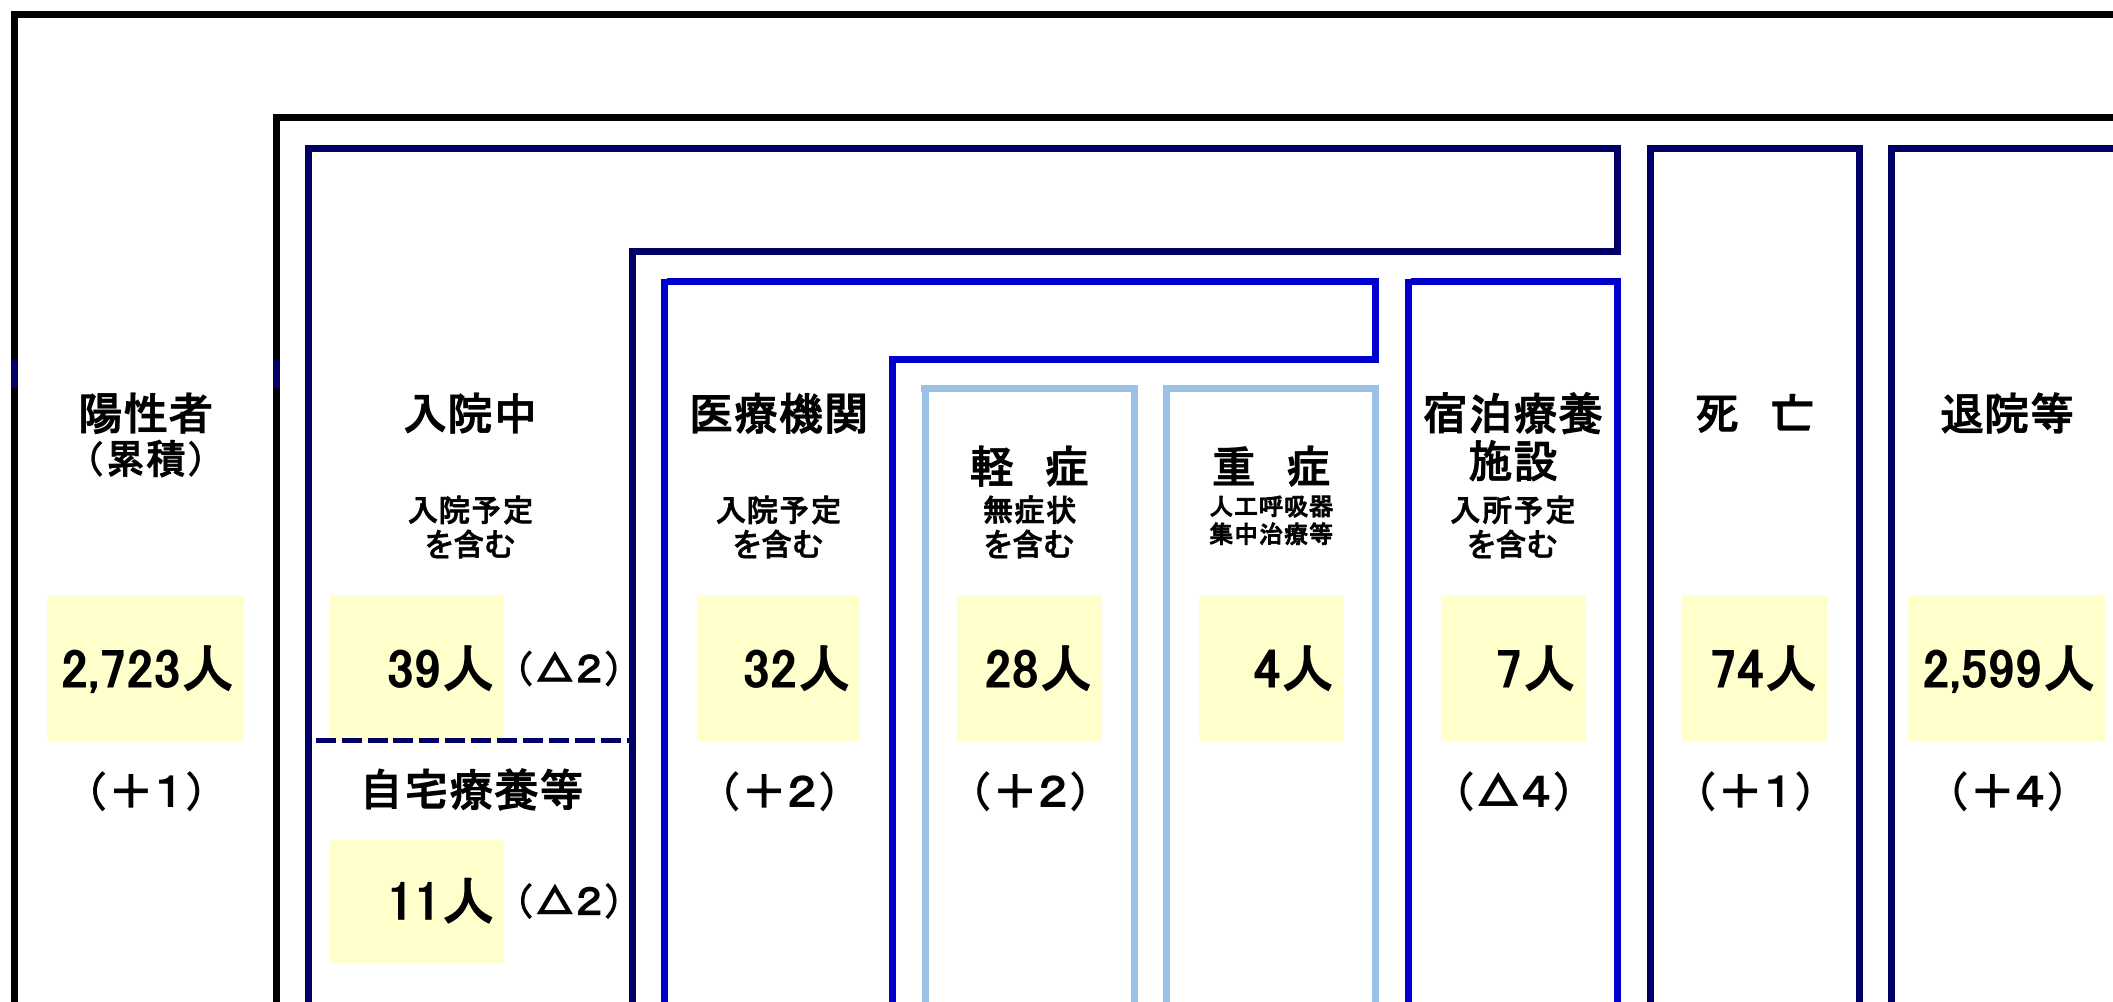 陽性者
（累積）
2,723人
（＋1）
入院中
入院予定
を含む
39人（△2）
自宅療養等
11人（△2）
医療機関
入院予定
を含む
32人
（＋2）
軽　症
無症状
を含む
28人
（＋2）
重　症
人工呼吸器
集中治療等
4人
宿泊療養
施設
入所予定
を含む
7人
（△4）
死　亡
74人
（＋1）
退院等
2,599人
（＋4）